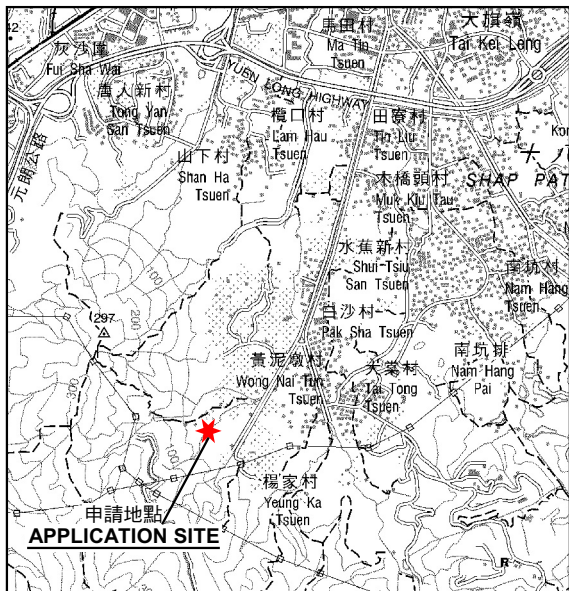 42
灰沙圍
Fui Sha Wai
馬田村
Ma Tin
Tsuen
大旗嶺
Tai Kei Leng
唐人新村
Tong Yan
San Tsuen
YUEN LONG HIGHWAY
欖口村
Lam Hau
Tsuen
田寮村
Tin Liu
Tsuen
山下村
Shan Ha
Tsuen
元朗公路
木橋頭村
Muk Kiu Tau
Tsuen
十八
SHAP PAT
水蕉新村
Shui Tsiu
San Tsuen
南坑村
Nam Hang
Tsuen
100
200
297
白沙村
Pak Sha Tsuen
黃泥墩村
Wong Nai Tun
Tsuen
大棠村
Tai Tong
Tsuen
南坑排
Nam Hang
Pai
100
楊家村
Yeung Ka
Tsuen
申請地點
APPLICATION SITE
R